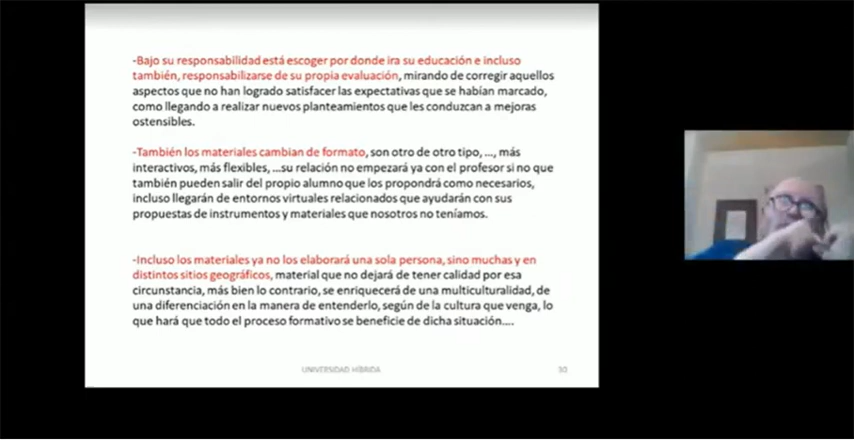 -Bajo su responsabilidad está escoger por donde ira su educación e incluso
también, responsabilizarse de su propia evaluación, mirando de corregir aquellos
aspectos que no han logrado satisfacer las expectativas que se habían marcado,
como llegando a realizar nuevos planteamientos que les conduzcan a mejoras
ostensibles.
-También los materiales cambian de formato, son otro de otro tipo, ..., más
interactivos, más flexibles, ...su relación no empezará ya con el profesor si no que
también pueden salir del propio alumno que los propondrá como necesarios,
incluso llegarán de entornos virtuales relacionados que ayudarán con sus
propuestas de instrumentos y materiales que nosotros no teníamos.
-Incluso los materiales ya no los elaborará una sola persona, sino muchas y en
distintos sitios geográficos, material que no dejará de tener calidad por esa
circunstancia, más bien lo contrario, se enriquecerá de una multiculturalidad, de
una diferenciación en la manera de entenderlo, según de la cultura que venga, lo
que hará que todo el proceso formativo se beneficie de dicha situación....
UNIVERSIDAD HÍBRIDA
30